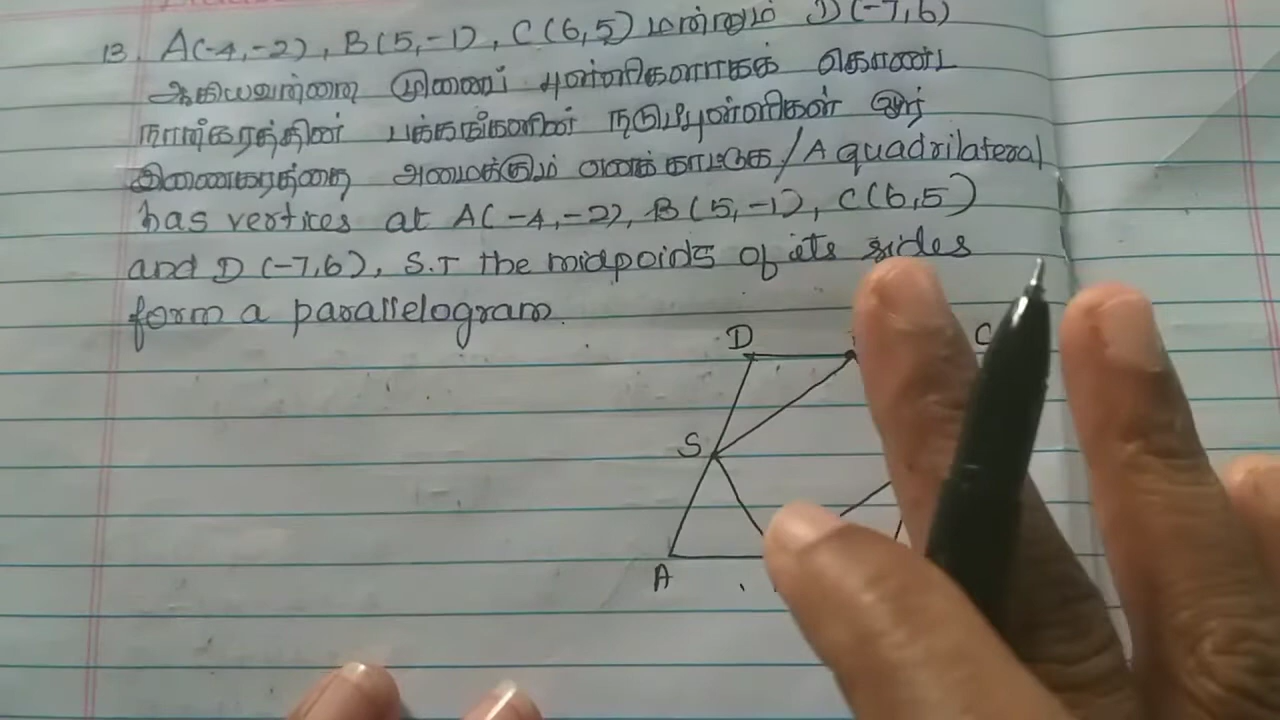 13. A(-4,-2), B(5,-1), C(6,5) மற்றும் D(-7,6)
ஆகியவற்றை முனைப் புள்ளிகளாகக் கொண்ட
நாற்கரத்தின் பக்கங்களின் நடுப்புள்ளிகள் ஓர்
இணைகரத்தை அமைக்கும் எனக் காட்டுக / A quadrilateral
has vertices at A(-4,-2), B(5,-1), C(6,5)
and D(-7,6), S.T the midpoids of its sides
form a parallelogram.
D C
S
A